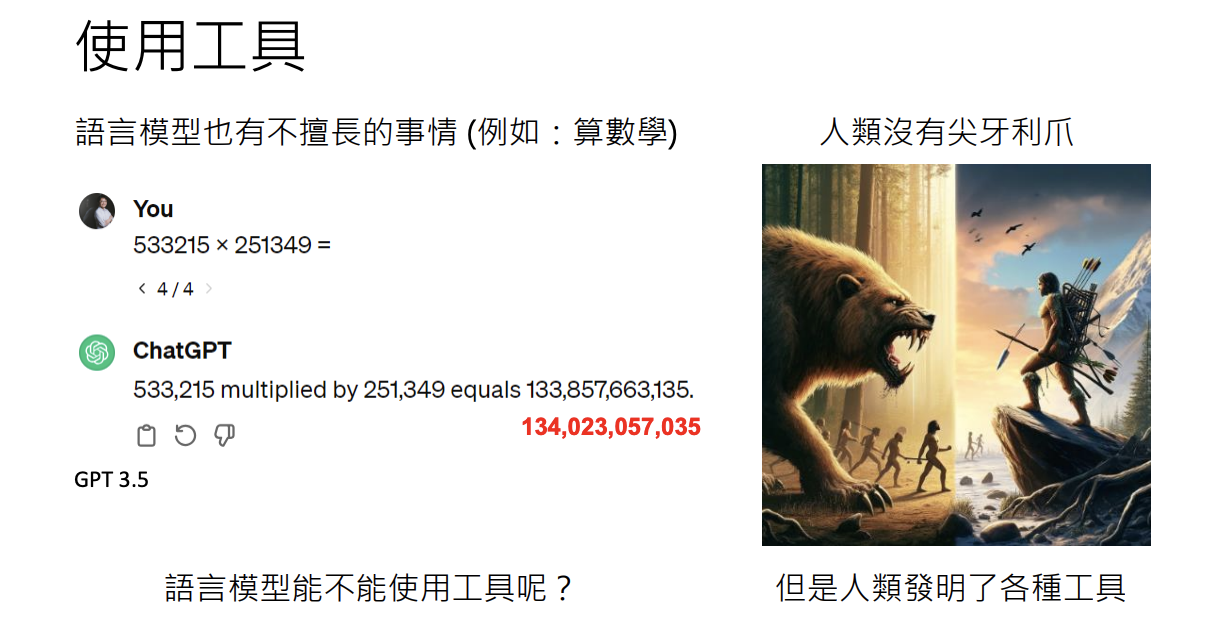 使用工具
語言模型也有不擅長的事情 (例如：算數學)
You
533215 × 251349 =
< 4 / 4 >
ChatGPT
533,215 multiplied by 251,349 equals 133,857,663,135.
134,023,057,035
GPT 3.5
語言模型能不能使用工具呢？
人類沒有尖牙利爪
但是人類發明了各種工具